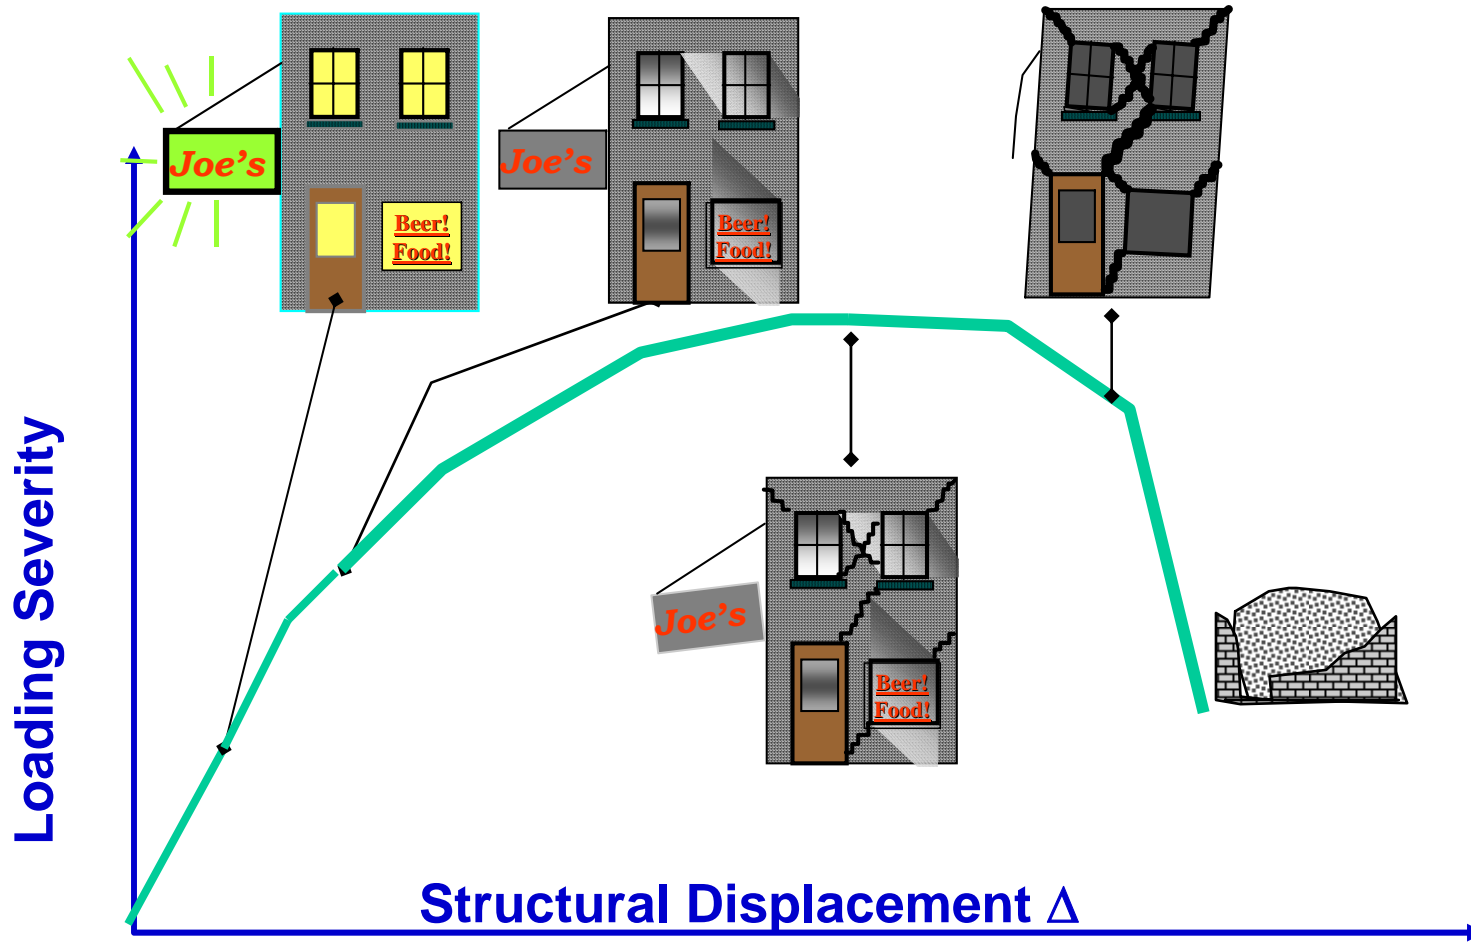 Joe's
Beer!
Food!
Joe's
Beer!
Food!
Joe's
Beer!
Food!
Loading Severity
Structural Displacement Δ